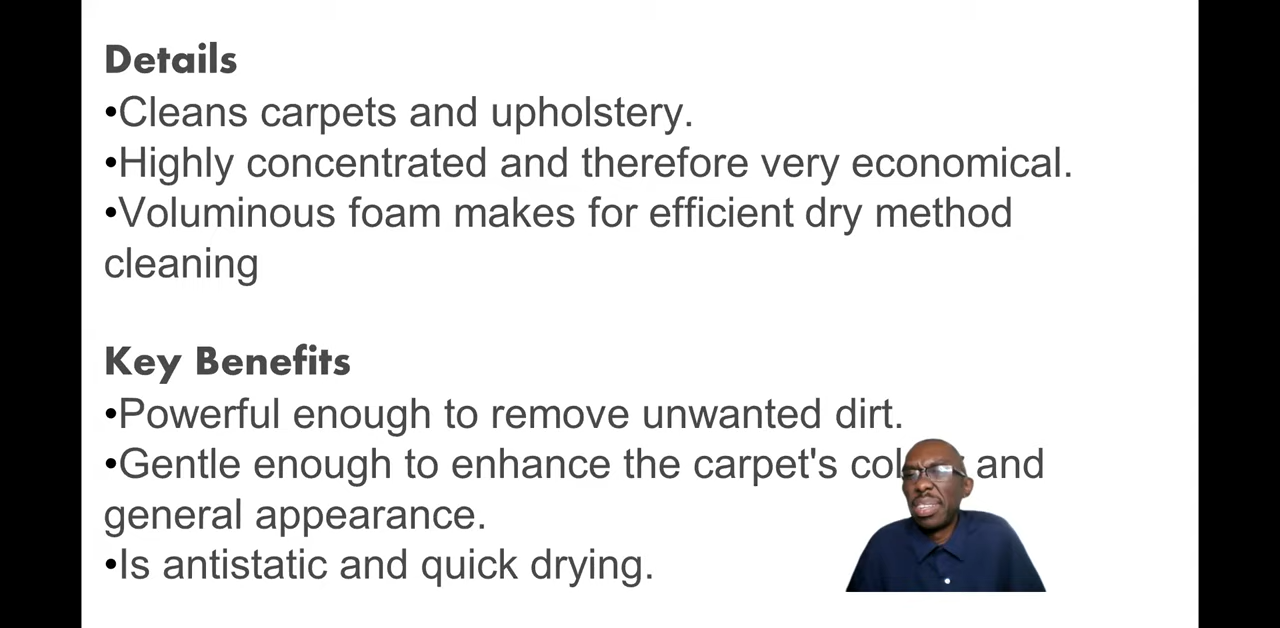 Details
•Cleans carpets and upholstery.
•Highly concentrated and therefore very economical.
•Voluminous foam makes for efficient dry method
cleaning
Key Benefits
•Powerful enough to remove unwanted dirt.
•Gentle enough to enhance the carpet's and
general appearance.
•Is antistatic and quick drying.